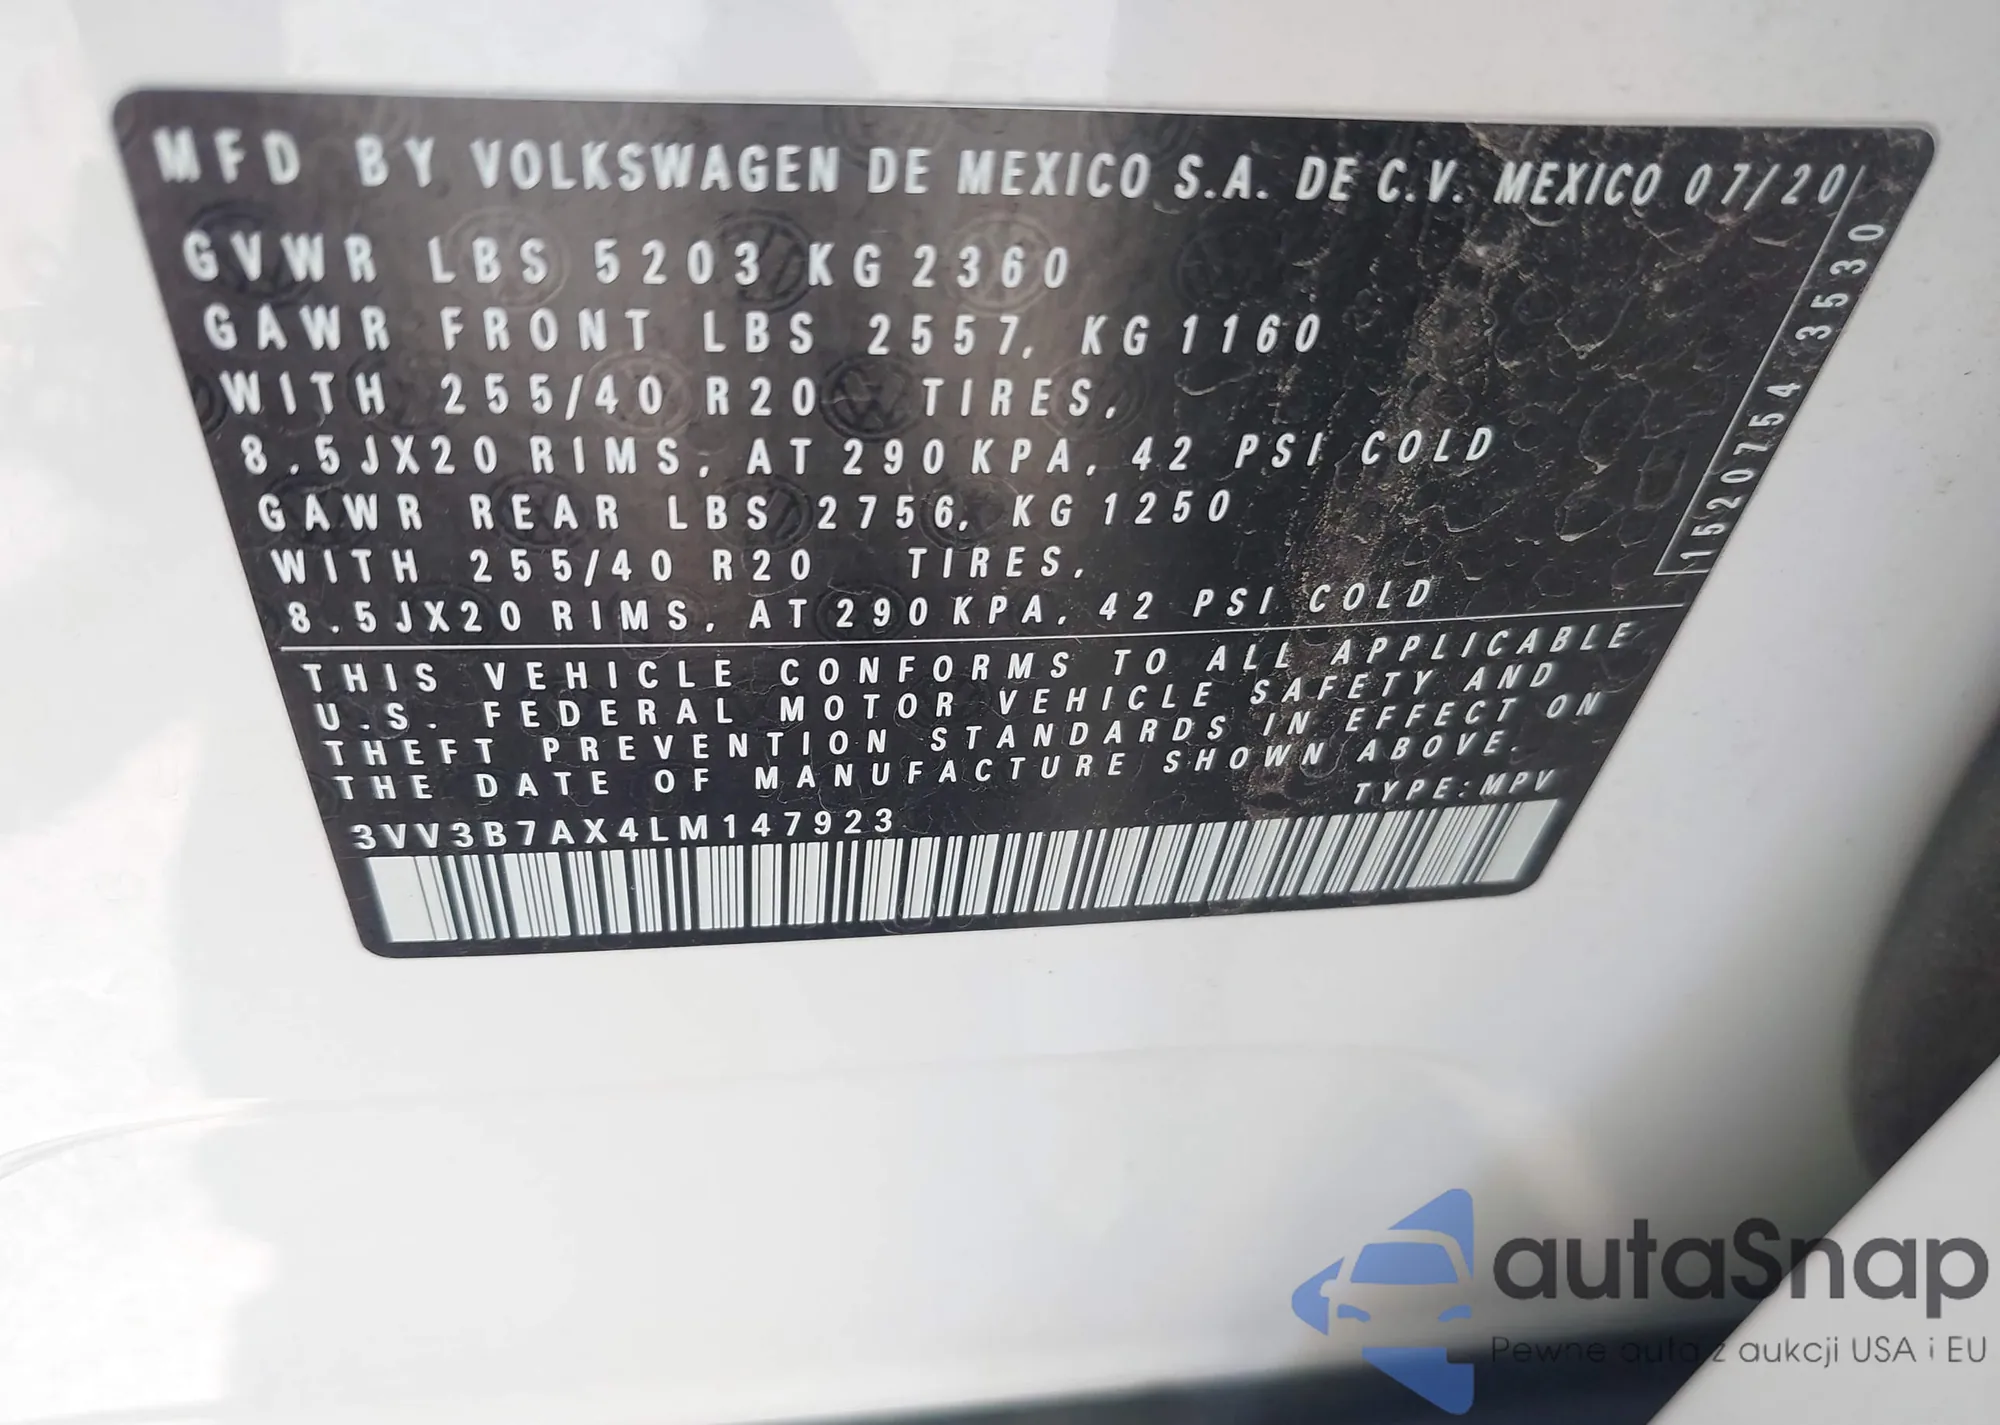 MFD BY VOLKSWAGEN DE MEXICO S.A. DE C.V. MEXICO 07/20
GVWR LBS 5203 KG 2360
GAWR FRONT LBS 2557, KG 1160
WITH 255/40 R20 TIRES,
8.5JX20 RIMS, AT 290 KPA, 42 PSI COLD
GAWR REAR LBS 2756, KG 1250
WITH 255/40 R20 TIRES,
8.5JX20 RIMS, AT 290 KPA, 42 PSI COLD
1520754 35530
THIS VEHICLE CONFORMS TO ALL APPLICABLE
U.S. FEDERAL MOTOR VEHICLE SAFETY AND
THEFT PREVENTION STANDARDS IN EFFECT ON
THE DATE OF MANUFACTURE SHOWN ABOVE.
TYPE: MPV
3VV3B7AX4LM147923
autaSnap
Pewne auta z aukcji USA i EU